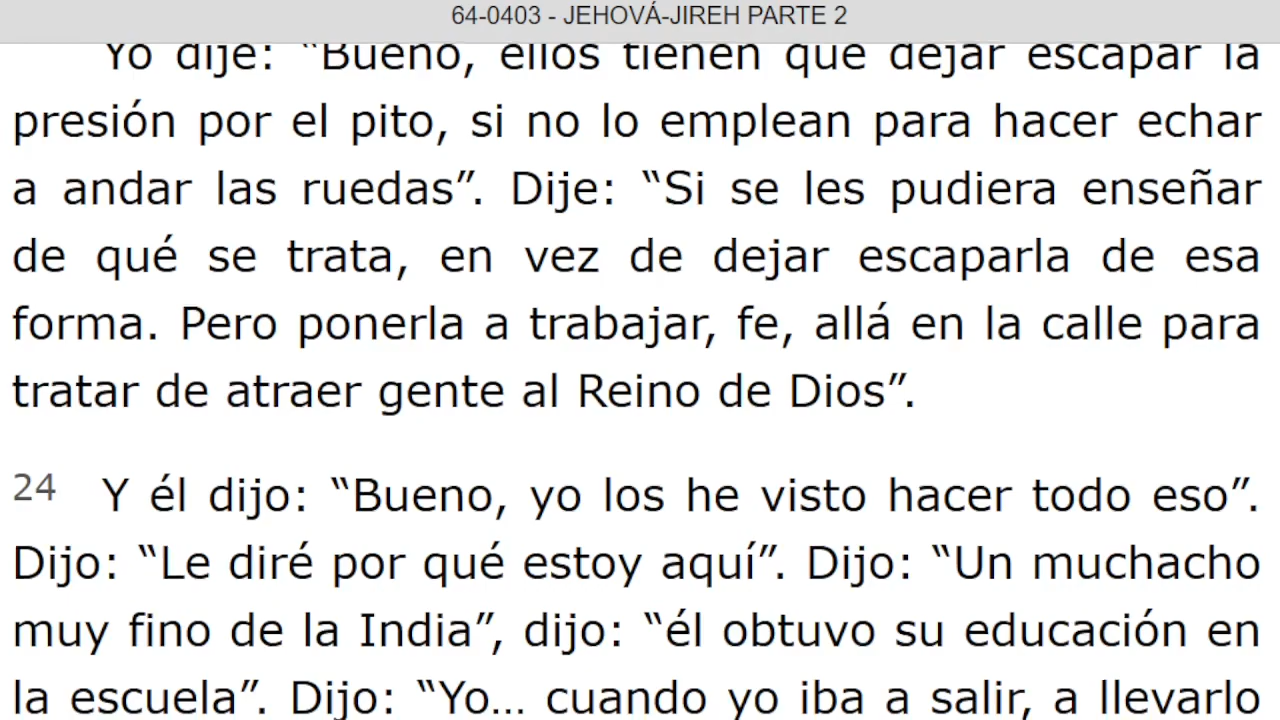 64-0403 - JEHOVÁ-JIREH PARTE 2
Yo dije: “Bueno, ellos tienen que dejar escapar la
presión por el pito, si no lo emplean para hacer echar
a andar las ruedas”. Dije: “Si se les pudiera enseñar
de qué se trata, en vez de dejar escaparla de esa
forma. Pero ponerla a trabajar, fe, allá en la calle para
tratar de atraer gente al Reino de Dios”.
24 Y él dijo: “Bueno, yo los he visto hacer todo eso”.
Dijo: “Le diré por qué estoy aquí”. Dijo: “Un muchacho
muy fino de la India”, dijo: “él obtuvo su educación en
la escuela”. Dijo: “Yo… cuando yo iba a salir, a llevarlo